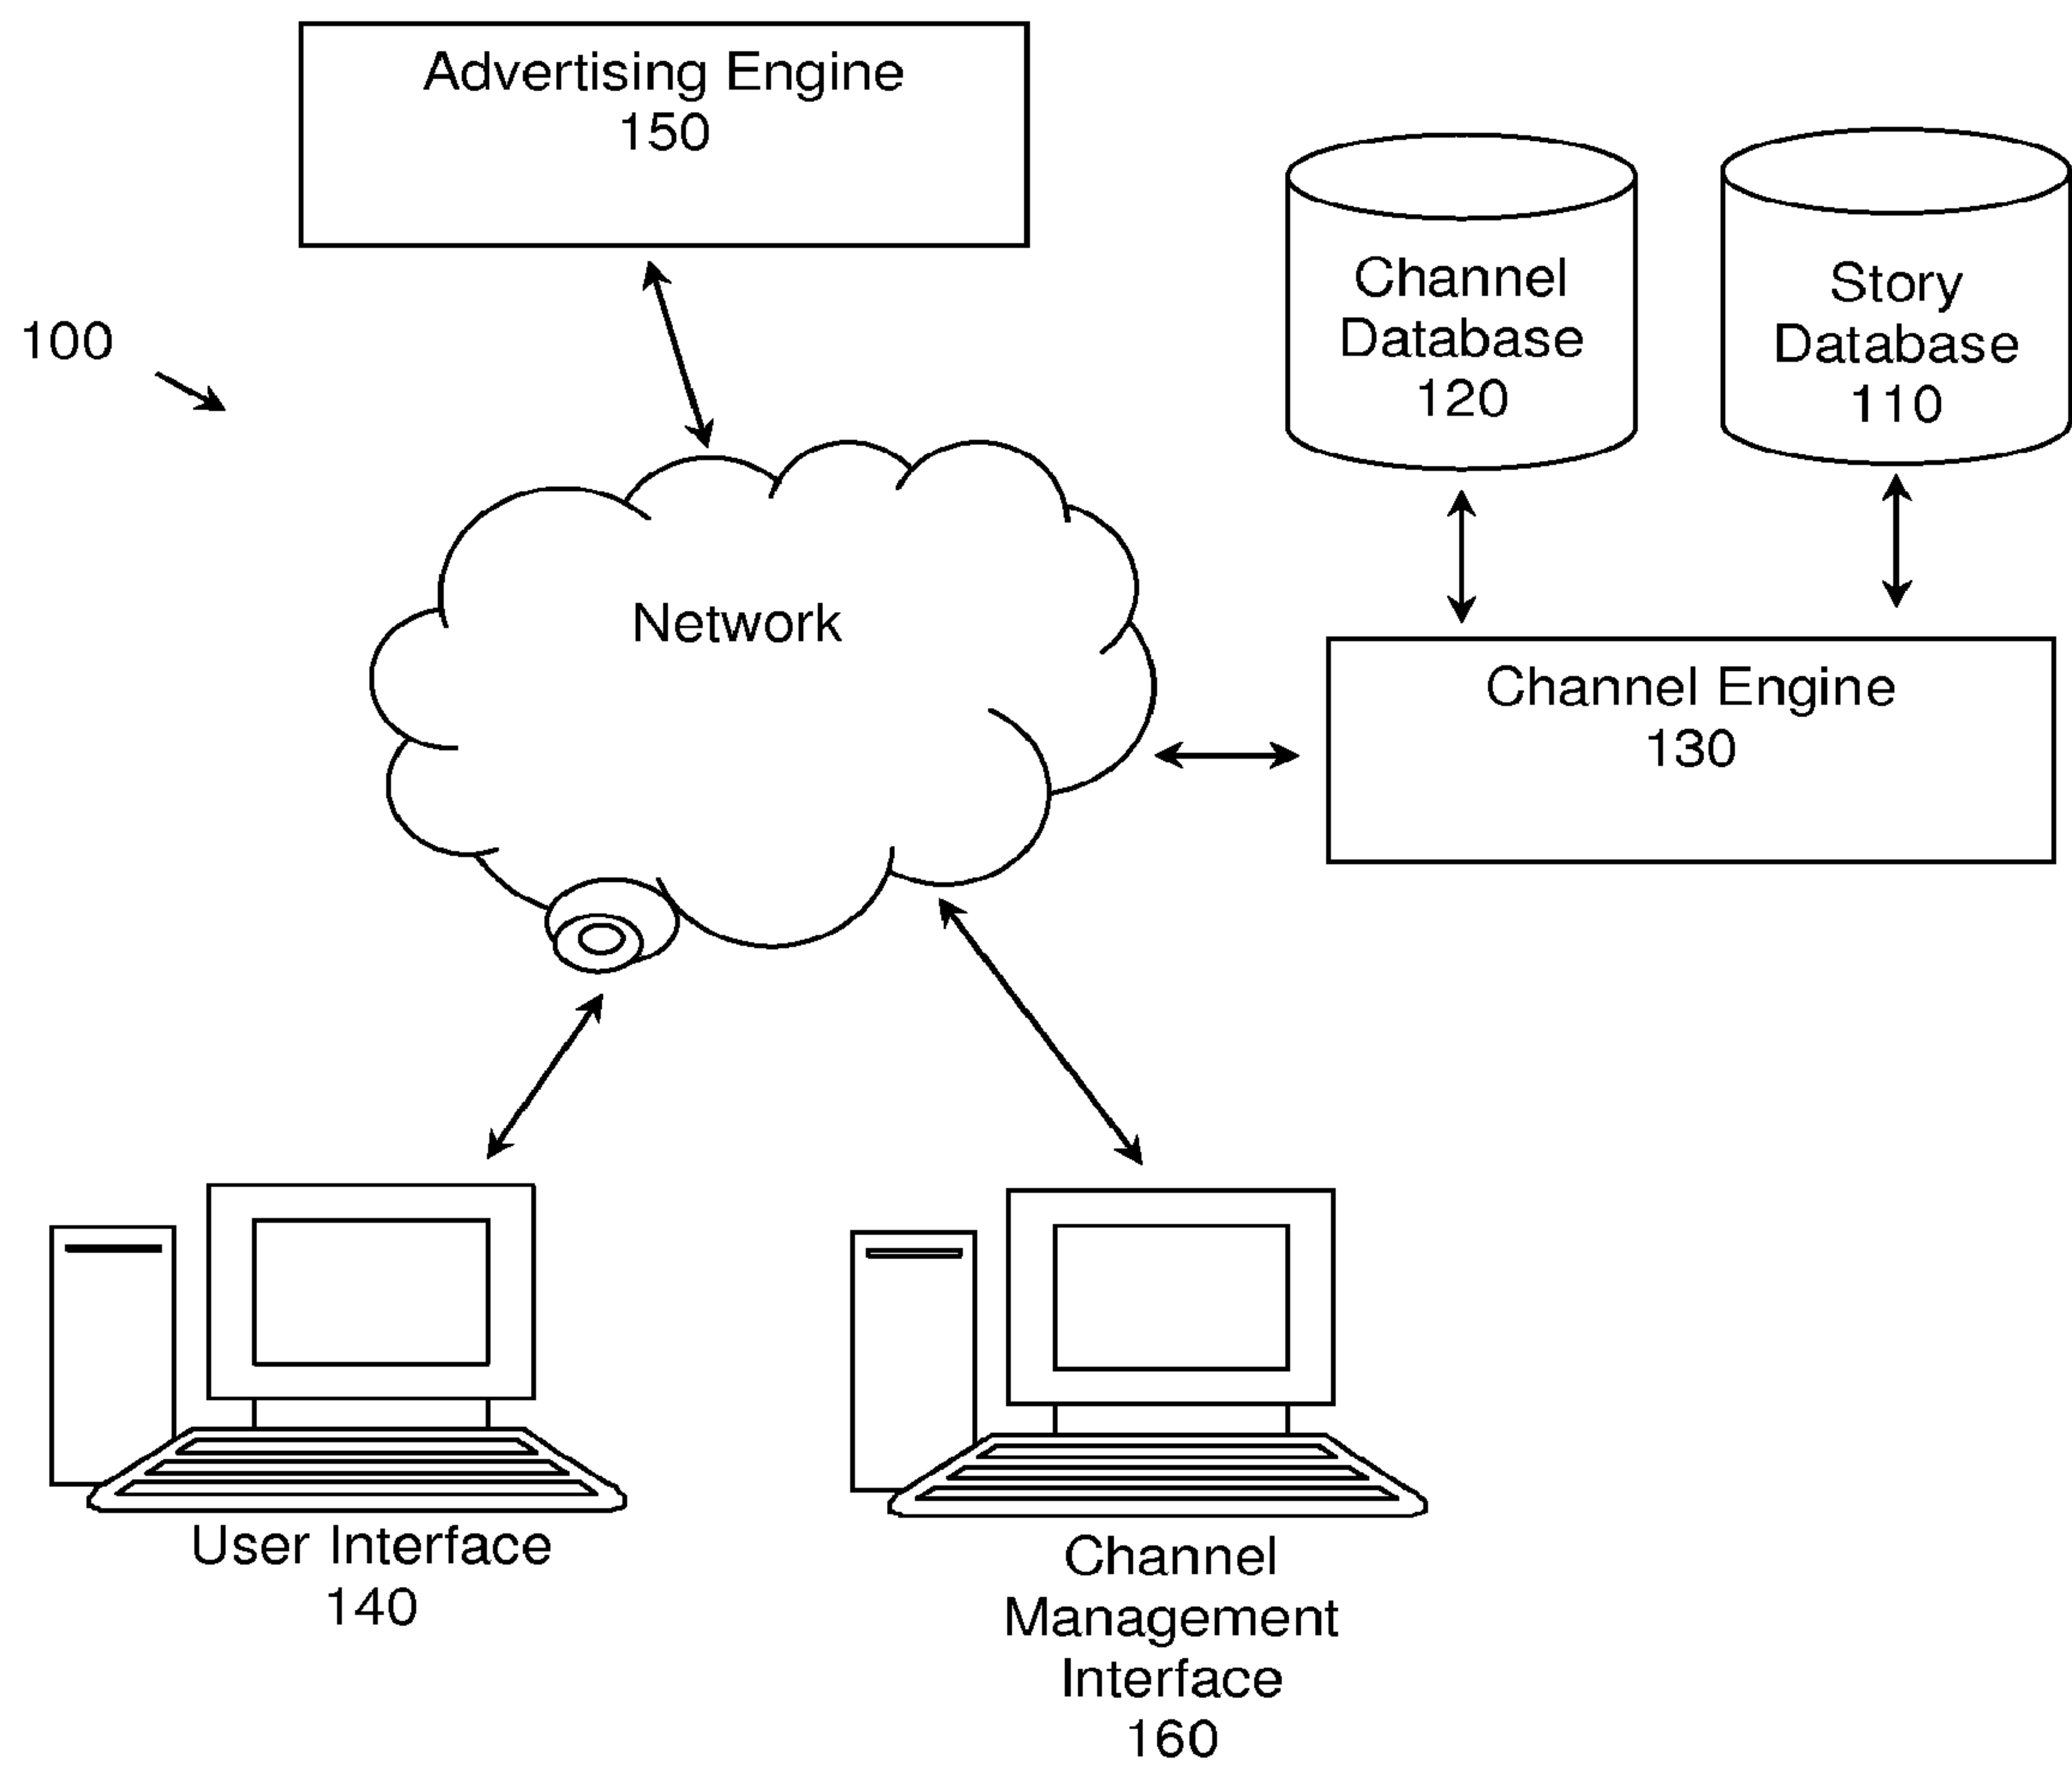 Advertising Engine
150
100
Channel
Database
120
Story
Database
110
Network
Channel Engine
130
User Interface
140
Channel
Management
Interface
160